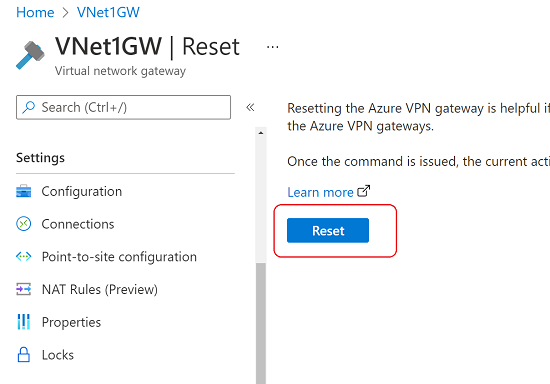 Home > VNet1GW
VNet1GW | Reset ...
Virtual network gateway
Search (Ctrl+/)
«
Settings
Configuration
Connections
Point-to-site configuration
NAT Rules (Preview)
Properties
Locks
Resetting the Azure VPN gateway is helpful if
the Azure VPN gateways.
Once the command is issued, the current acti
Learn more
Reset